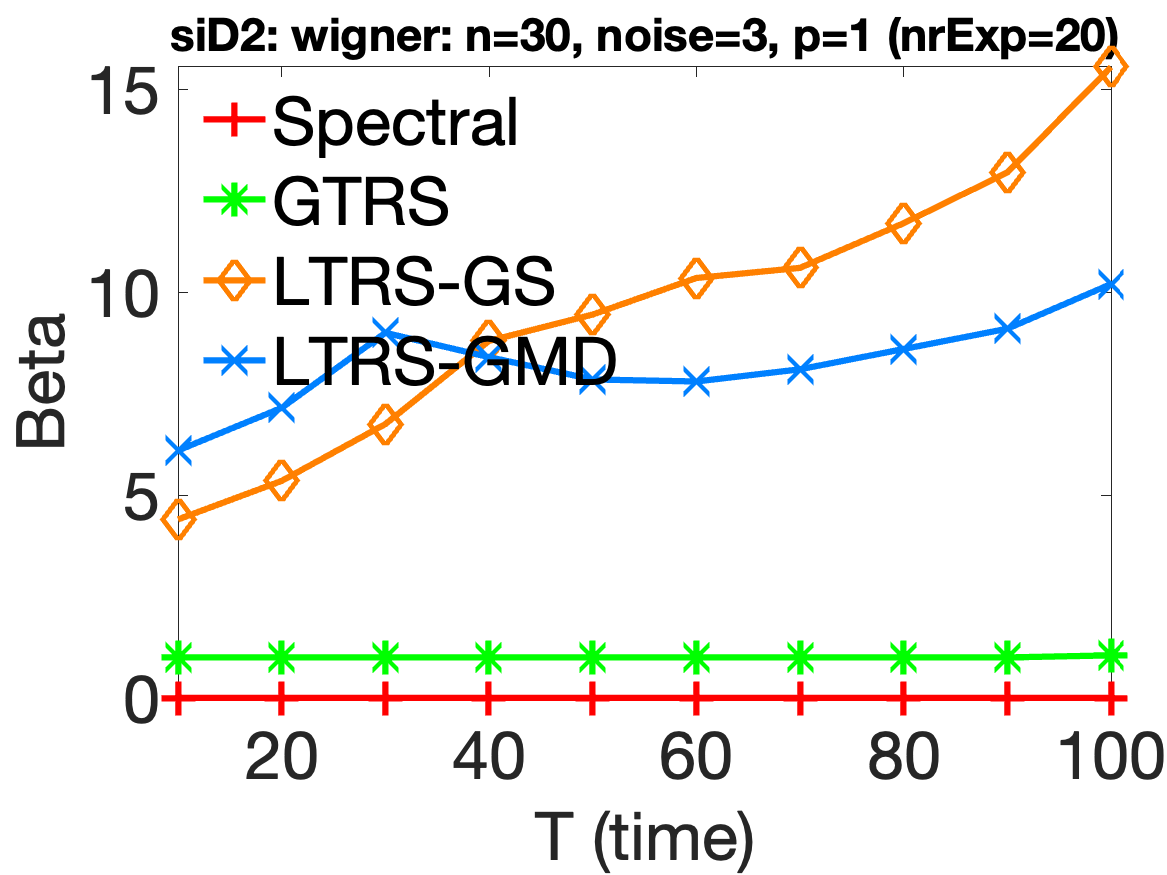 siD2: wigner: n=30, noise=3, p=1 (nrExp=20)
15
10
5
0
Beta
Spectral
GTRS
LTRS-GS
LTRS-GMD
20 40 60 80 100
T (time)